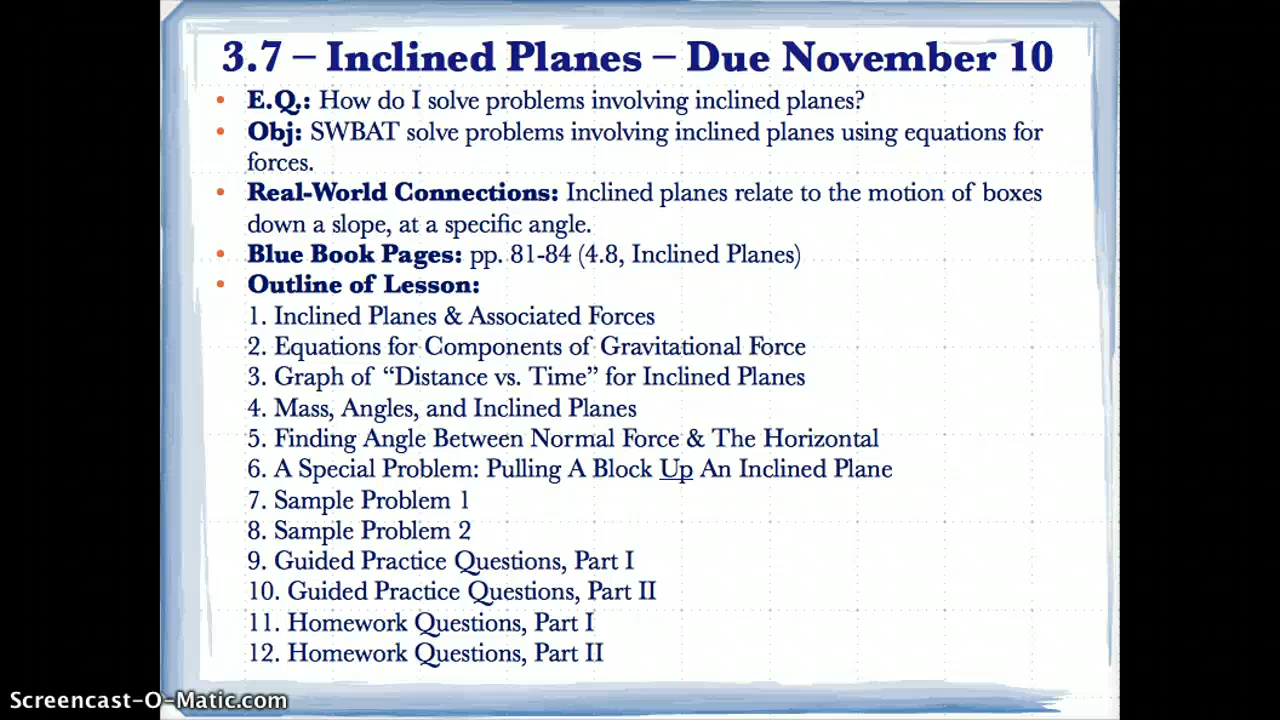 3.7 – Inclined Planes – Due November 10
• E.Q.: How do I solve problems involving inclined planes?
• Obj: SWBAT solve problems involving inclined planes using equations for
forces.
• Real-World Connections: Inclined planes relate to the motion of boxes
down a slope, at a specific angle.
• Blue Book Pages: pp. 81-84 (4.8, Inclined Planes)
• Outline of Lesson:
1. Inclined Planes & Associated Forces
2. Equations for Components of Gravitational Force
3. Graph of “Distance vs. Time” for Inclined Planes
4. Mass, Angles, and Inclined Planes
5. Finding Angle Between Normal Force & The Horizontal
6. A Special Problem: Pulling A Block Up An Inclined Plane
7. Sample Problem 1
8. Sample Problem 2
9. Guided Practice Questions, Part I
10. Guided Practice Questions, Part II
11. Homework Questions, Part I
12. Homework Questions, Part II
Screencast-O-Matic.com